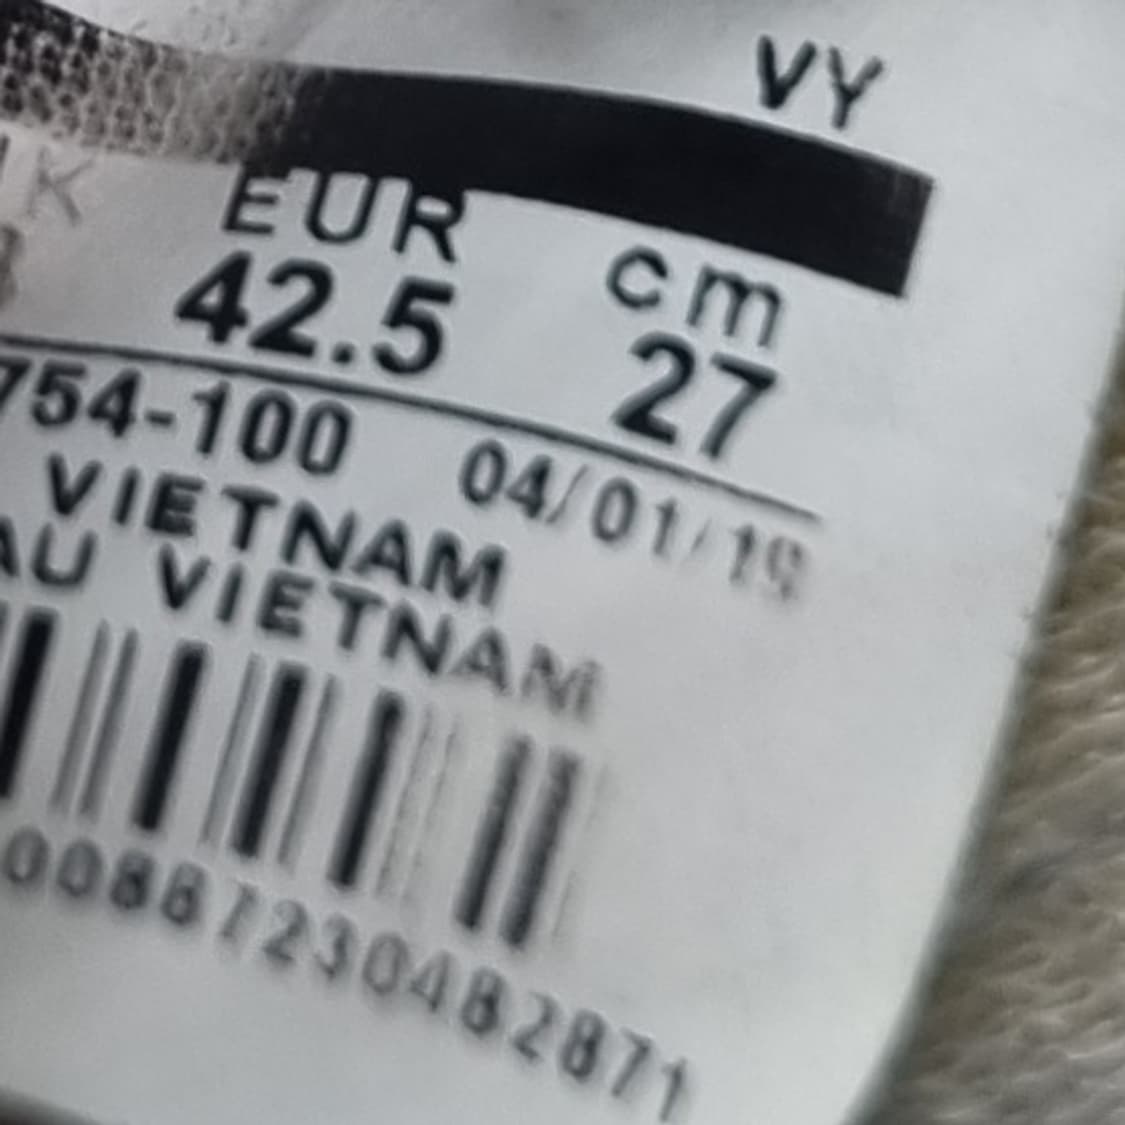 VY
EUR cm
42.5 27
754-100 04/01/19
VIETNAM
AU VIETNAM
00887230482871